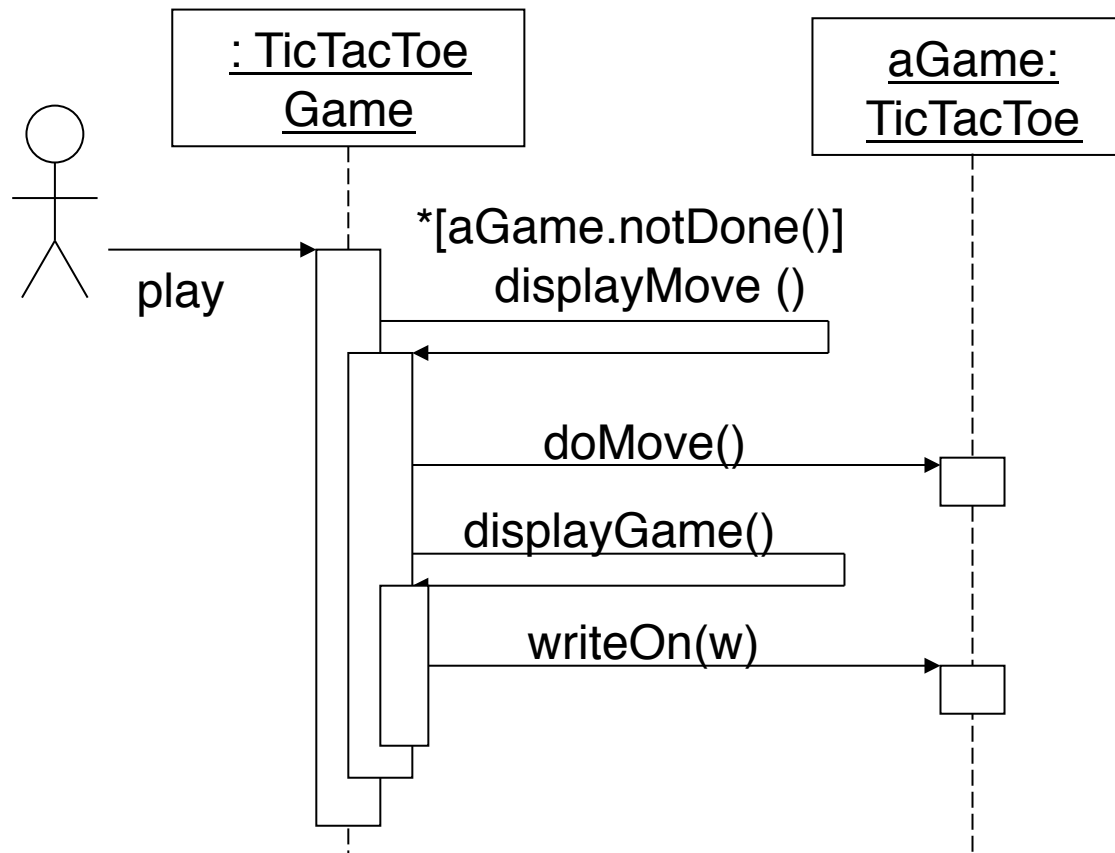 : TicTacToe
Game
aGame:
TicTacToe
*[aGame.notDone()]
displayMove ()
play
doMove()
displayGame()
writeOn(w)